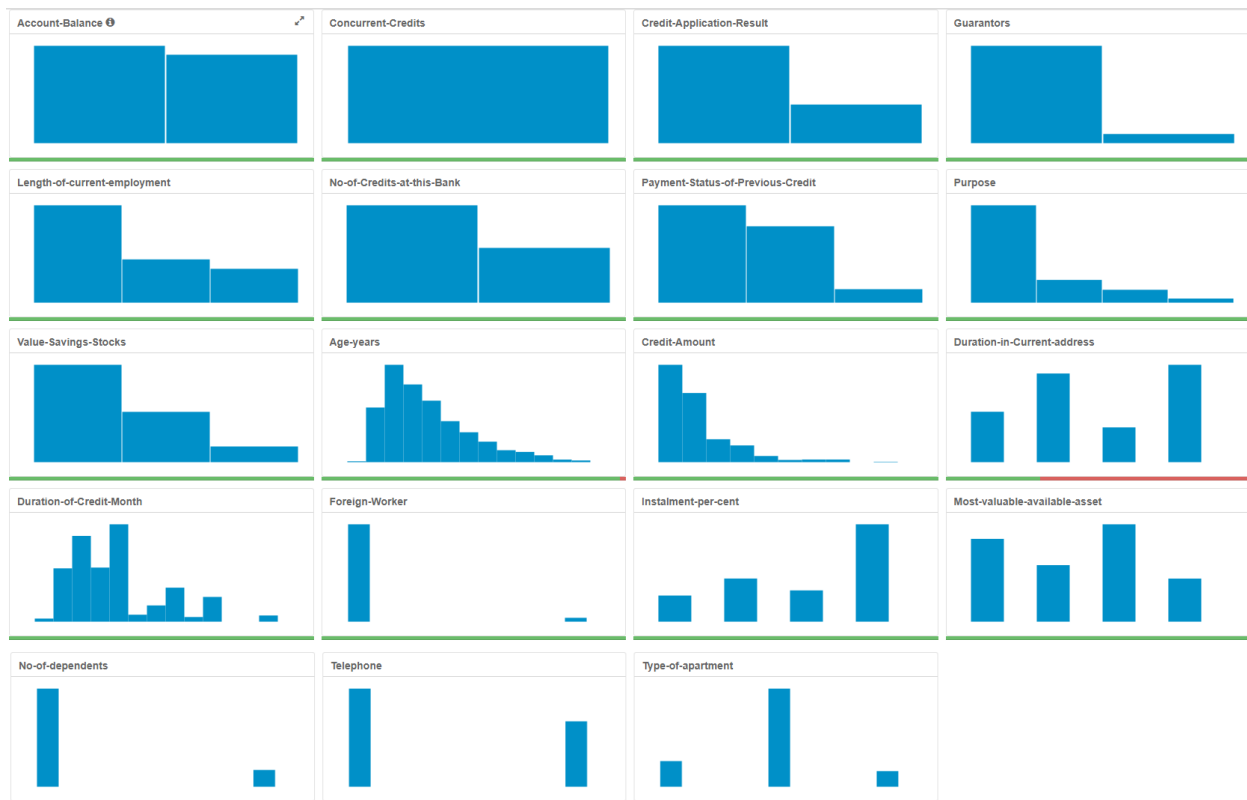 Account-Balance
Concurrent-Credits
Credit-Application-Result
Guarantors
Length-of-current-employment
No-of-Credits-at-this-Bank
Payment-Status-of-Previous-Credit
Purpose
Value-Savings-Stocks
Age-years
Credit-Amount
Duration-in-Current-address
Duration-of-Credit-Month
Foreign-Worker
Instalment-per-cent
Most-valuable-available-asset
No-of-dependents
Telephone
Type-of-apartment